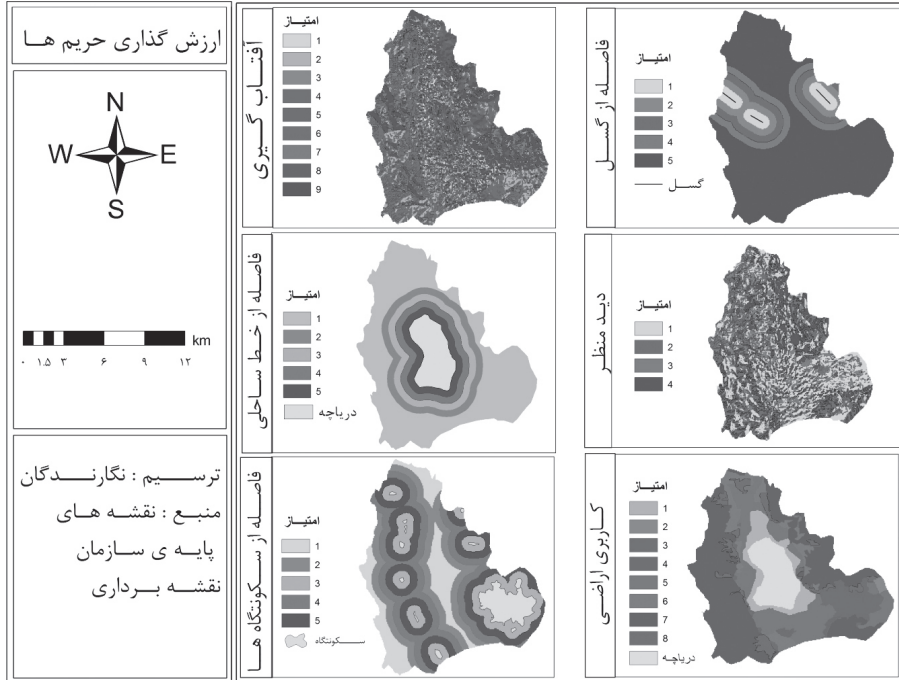 ارزش گذاری حریم ها
N
W E
S
km
۰ ۱.۵ ۳ ۶ ۹ ۱۲
ترسیم : نگارندگان
منبع : نقشه های
پایه ی سازمان
نقشه برداری
فاصله از گسل
امتیاز
1
2
3
4
5
گسل
آفتاب گیری
امتیاز
1
2
3
4
5
6
7
8
9
دید منظر
امتیاز
1
2
3
4
فاصله از خط ساحلی
امتیاز
1
2
3
4
5
دریاچه
کاربری اراضی
امتیاز
1
2
3
4
5
6
7
8
دریاچه
فاصله از سکونتگاه ها
امتیاز
1
2
3
4
5
سکونتگاه